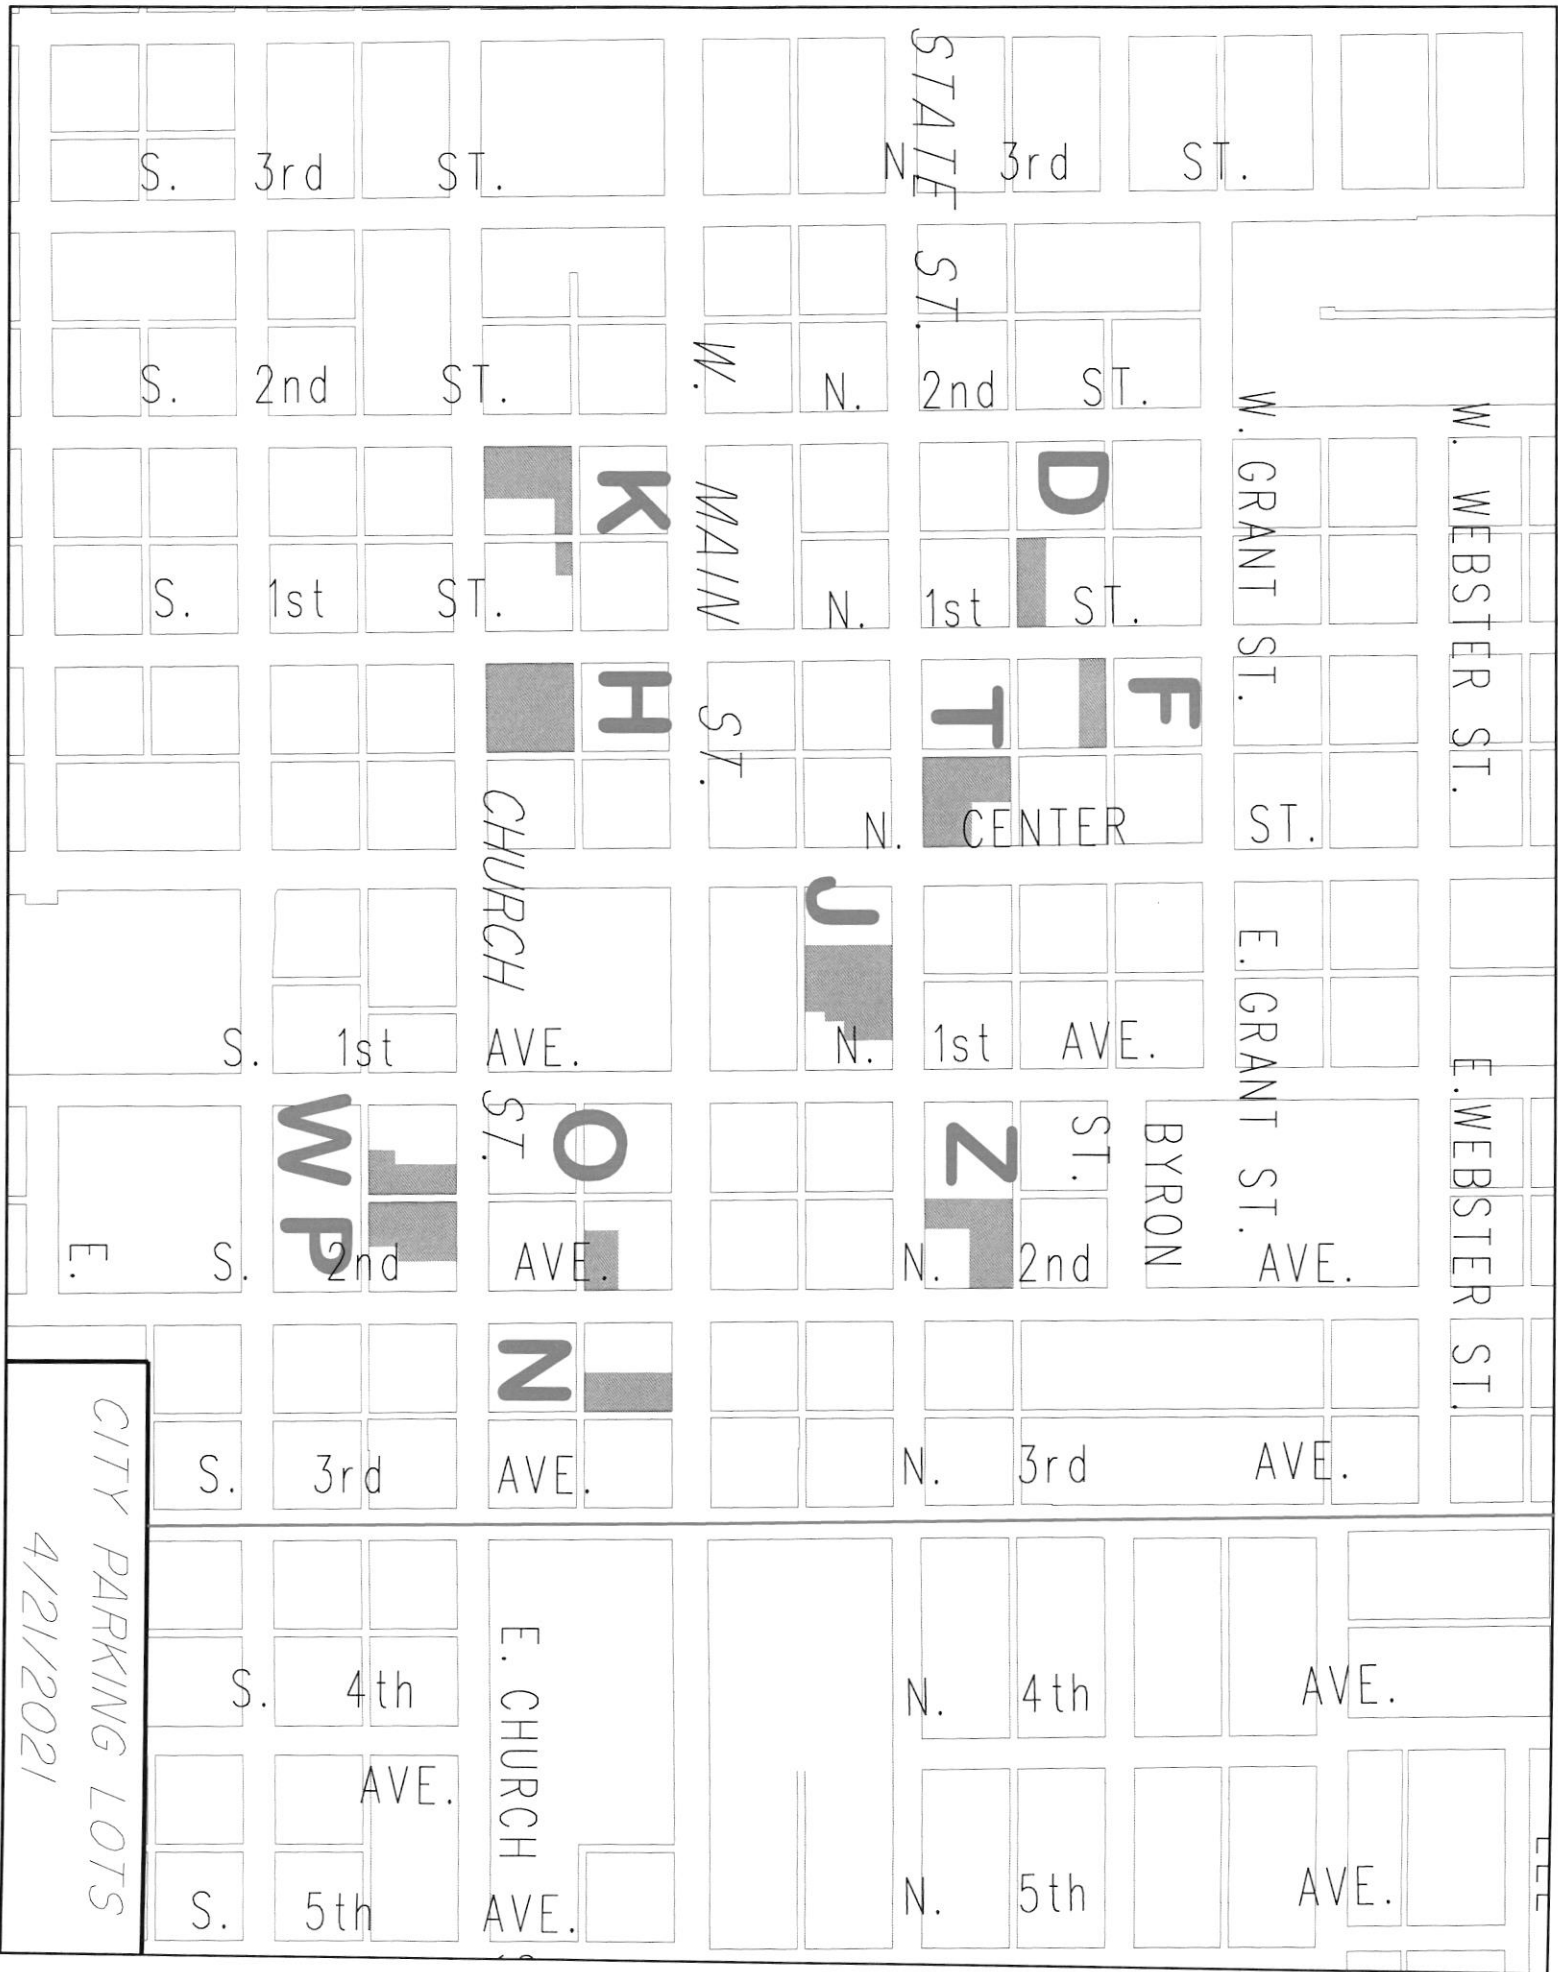 STATE ST.
S. 3rd ST.
N. 3rd ST.
S. 2nd ST.
W. MAIN ST.
N. 2nd ST.
W. GRANT ST.
W. WEBSTER ST.
K
D
S. 1st ST.
N. 1st ST.
H
T
F
CHURCH ST.
N. CENTER ST.
J
E. GRANT ST.
S. 1st AVE.
N. 1st AVE.
E. WEBSTER ST.
W
O
Z
BYRON
ST.
P
E.
S. 2nd AVE.
N. 2nd AVE.
N
S. 3rd AVE.
N. 3rd AVE.
CITY PARKING LOTS
4/21/2021
E. CHURCH
S. 4th
AVE.
N. 4th AVE.
S. 5th AVE.
N. 5th AVE.